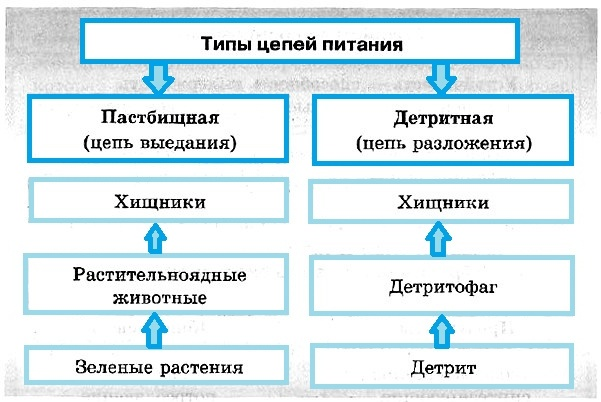 Типы цепей питания
Пастбищная
(цепь выедания)
Хищники
Растительноядные
животные
Зеленые растения
Детритная
(цепь разложения)
Хищники
Детритофаг
Детрит